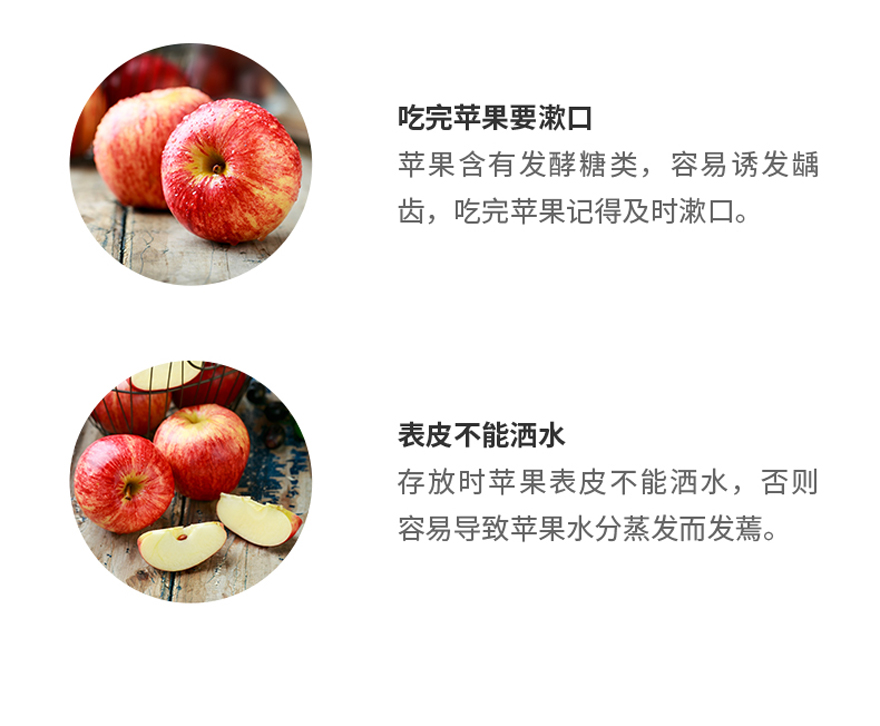 吃完苹果要漱口
苹果含有发酵糖类，容易诱发龋
齿，吃完苹果记得及时漱口。
表皮不能洒水
存放时苹果表皮不能洒水，否则
容易导致苹果水分蒸发而发蔫。